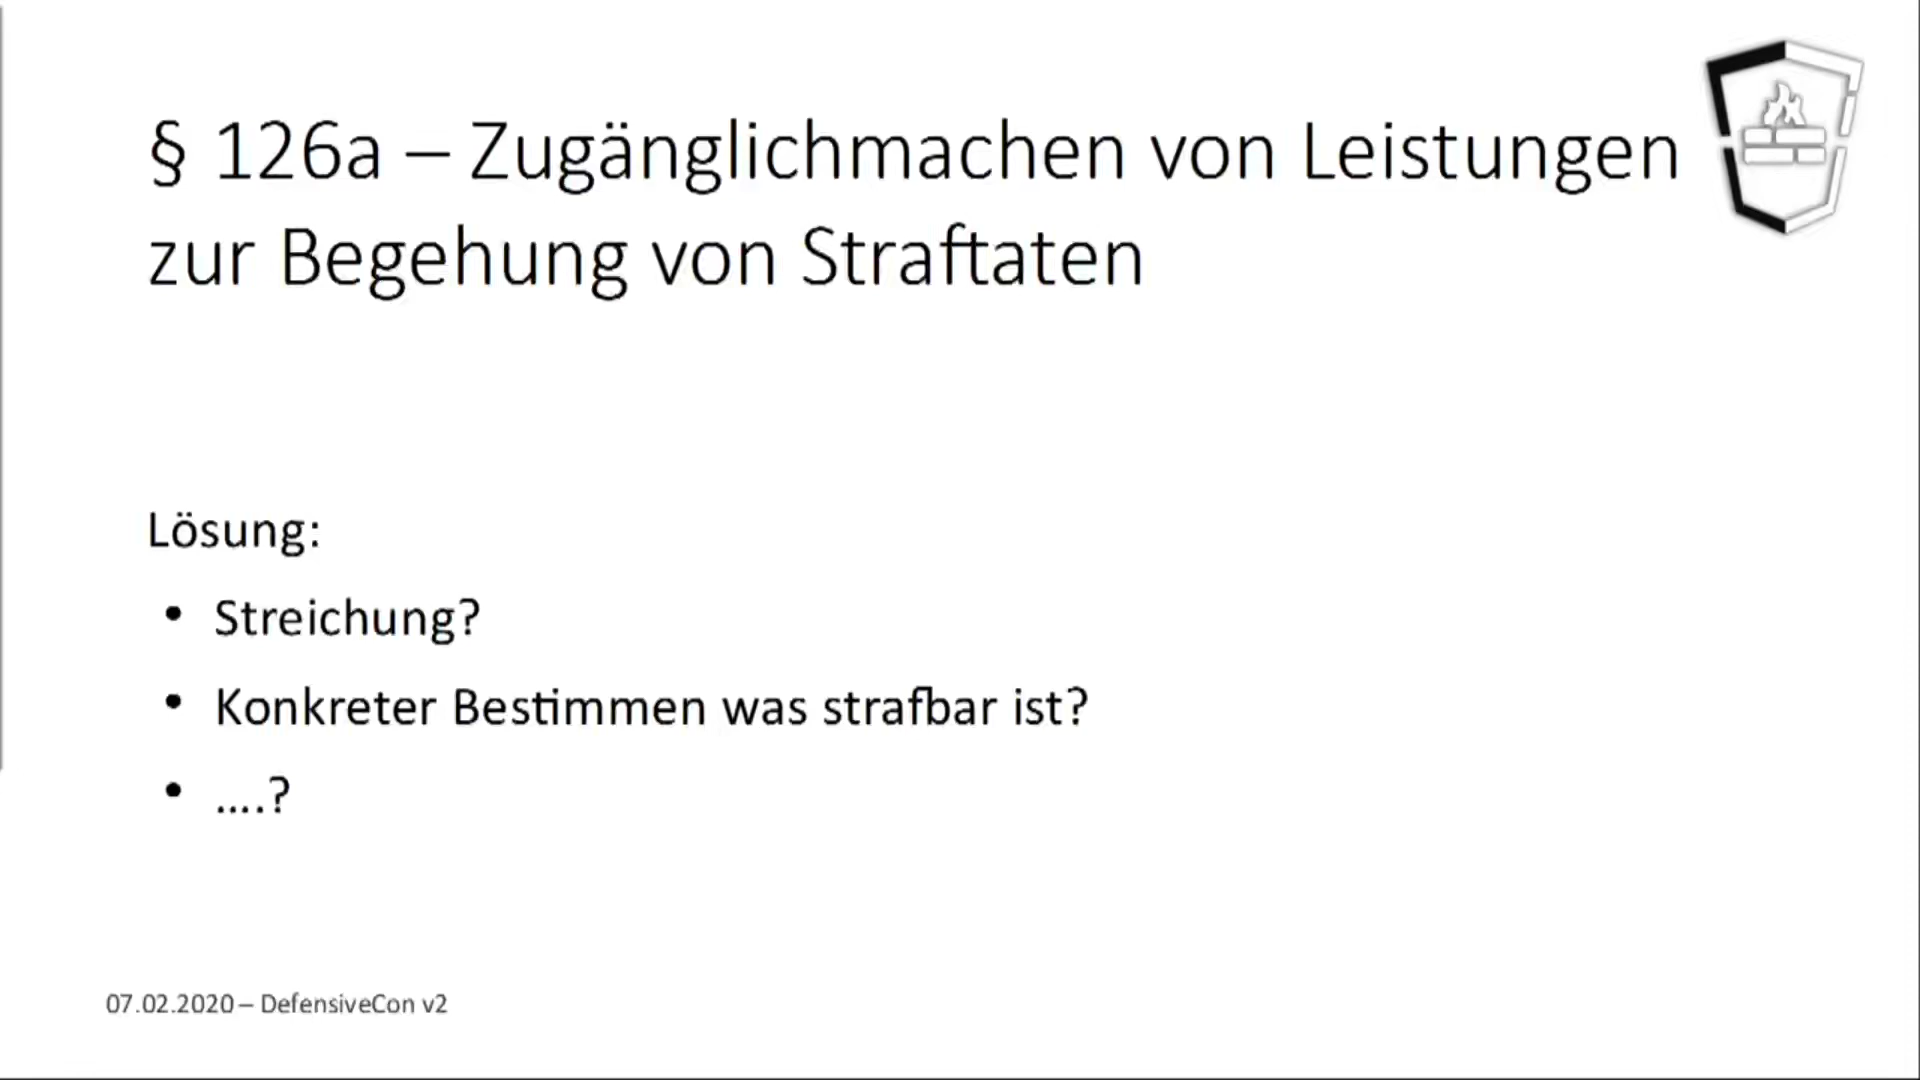 § 126a – Zugänglichmachen von Leistungen
zur Begehung von Straftaten
Lösung:
• Streichung?
• Konkreter Bestimmen was strafbar ist?
• ....?
07.02.2020 – DefensiveCon v2